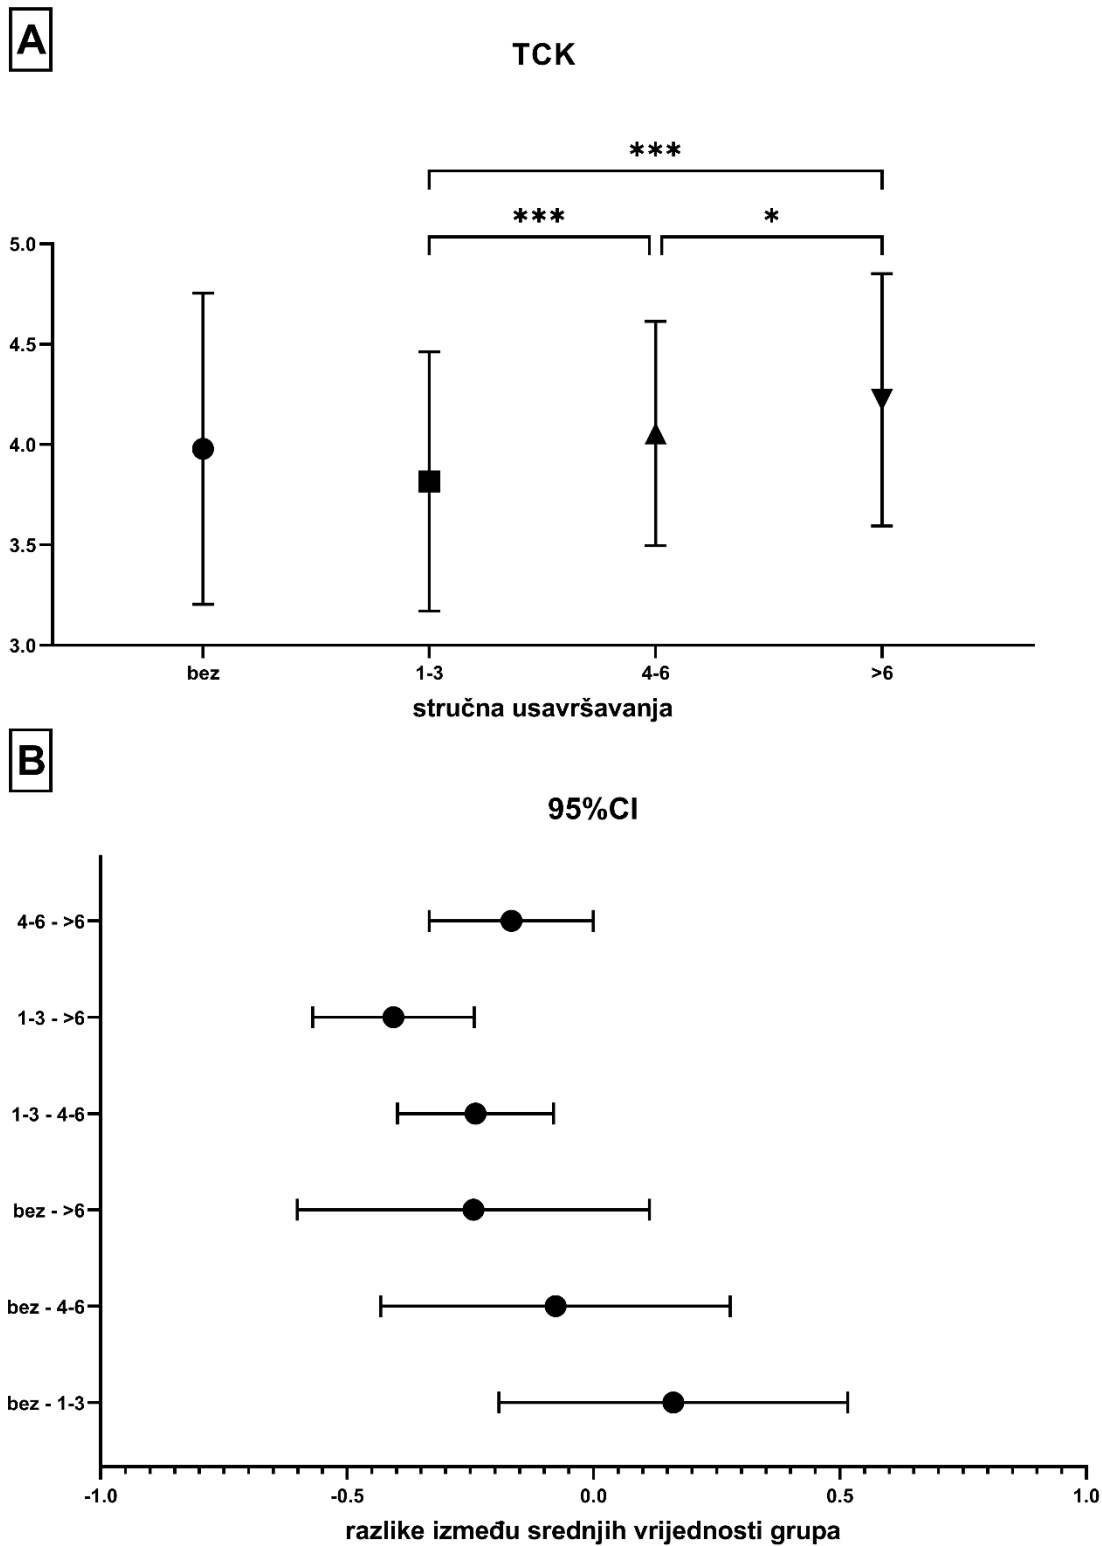 A
TCK
***
*** *
5.0
4.5
4.0
3.5
3.0
bez 1-3 4-6 >6
stručna usavršavanja
B
95%CI
4-6 - >6
1-3 - >6
1-3 - 4-6
bez - >6
bez - 4-6
bez - 1-3
-1.0 -0.5 0.0 0.5 1.0
razlike između srednjih vrijednosti grupa